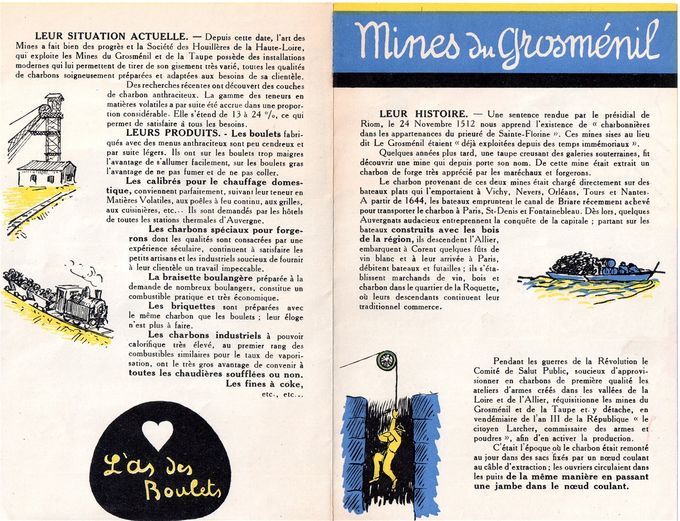 LEUR SITUATION ACTUELLE. — Depuis cette date, l'art des
Mines a fait bien des progrès et la Société des Houillères de la Haute-Loire,
qui exploite les Mines du Grosménil et de la Taupe possède des installations
modernes qui lui permettent de tirer de son gisement très varié, toutes les qualités
de charbons soigneusement préparées et adaptées aux besoins de sa clientèle.
Des recherches récentes ont découvert des couches
de charbon anthraciteux. La gamme des teneurs en
matières volatiles a par suite été accrue dans une propor-
tion considérable. Elle s'étend de 13 à 24 %, ce qui
permet de satisfaire à tous les besoins.
LEURS PRODUITS. - Les boulets fabri-
qués avec des menus anthraciteux sont peu cendreux et
par suite légers. Ils ont sur les boulets trop maigres
l'avantage de s'allumer facilement, sur les boulets gras
l'avantage de ne pas fumer et de ne pas coller.
Les calibrés pour le chauffage domes-
tique, conviennent parfaitement, suivant leur teneur en
Matières Volatiles, aux poêles à feu continu, aux grilles,
aux cuisinières, etc... Ils sont demandés par les hôtels
de toutes les stations thermales d'Auvergne.
Les charbons spéciaux pour forge-
rons dont les qualités sont consacrées par une
expérience séculaire, continuent à satisfaire les
petits artisans et les industriels soucieux de fournir
à leur clientèle un travail impeccable.
La braisette boulangère préparée à la
demande de nombreux boulangers, constitue un
combustible pratique et très économique.
Les briquettes sont préparées avec
le même charbon que les boulets ; leur éloge
n'est plus à faire.
Les charbons industriels à pouvoir
calorifique très élevé, au premier rang des
combustibles similaires pour le taux de vapori-
sation, ont le très gros avantage de convenir à
toutes les chaudières soufflées ou non.
Les fines à coke,
etc., etc...
L'as des
Boulets
Mines du Grosménil
LEUR HISTOIRE. — Une sentence rendue par le présidial de
Riom, le 24 Novembre 1512 nous apprend l'existence de " charbonnières
dans les appartenances du prieuré de Sainte-Florine ". Ces mines sises au lieu
dit Le Grosménil étaient " déjà exploitées depuis des temps immémoriaux ".
Quelques années plus tard, une taupe creusant des galeries souterraines, fit
découvrir une mine qui depuis porte son nom. De cette mine était extrait un
charbon de forge très apprécié par les maréchaux et forgerons.
Le charbon provenant de ces deux mines était chargé directement sur des
bateaux plats qui l'emportaient à Vichy, Nevers, Orléans, Tours et Nantes.
A partir de 1644, les bateaux empruntent le canal de Briare récemment achevé
pour transporter le charbon à Paris, St-Denis et Fontainebleau. Dès lors, quelques
Auvergnats audacieux entreprennent la conquête de la capitale ; partant sur les
bateaux construits avec les bois
de la région, ils descendent l'Allier,
embarquent à Corent quelques fûts de
vin blanc et à leur arrivée à Paris,
débitent bateaux et futailles ; ils s'éta-
blissent marchands de vin, bois et
charbon dans le quartier de la Roquette,
où leurs descendants continuent leur
traditionnel commerce.
Pendant les guerres de la Révolution le
Comité de Salut Public, soucieux d'approvi-
sionner en charbons de première qualité les
ateliers d'armes créés dans les vallées de la
Loire et de l'Allier, réquisitionne les mines du
Grosménil et de la Taupe et y détache, en
vendémiaire de l'an III de la République " le
citoyen Larcher, commissaire des armes et
poudres ", afin d'en activer la production.
C'était l'époque où le charbon était remonté
au jour dans des sacs fixés par un nœud coulant
au câble d'extraction ; les ouvriers circulaient dans
les puits de la même manière en passant
une jambe dans le nœud coulant.